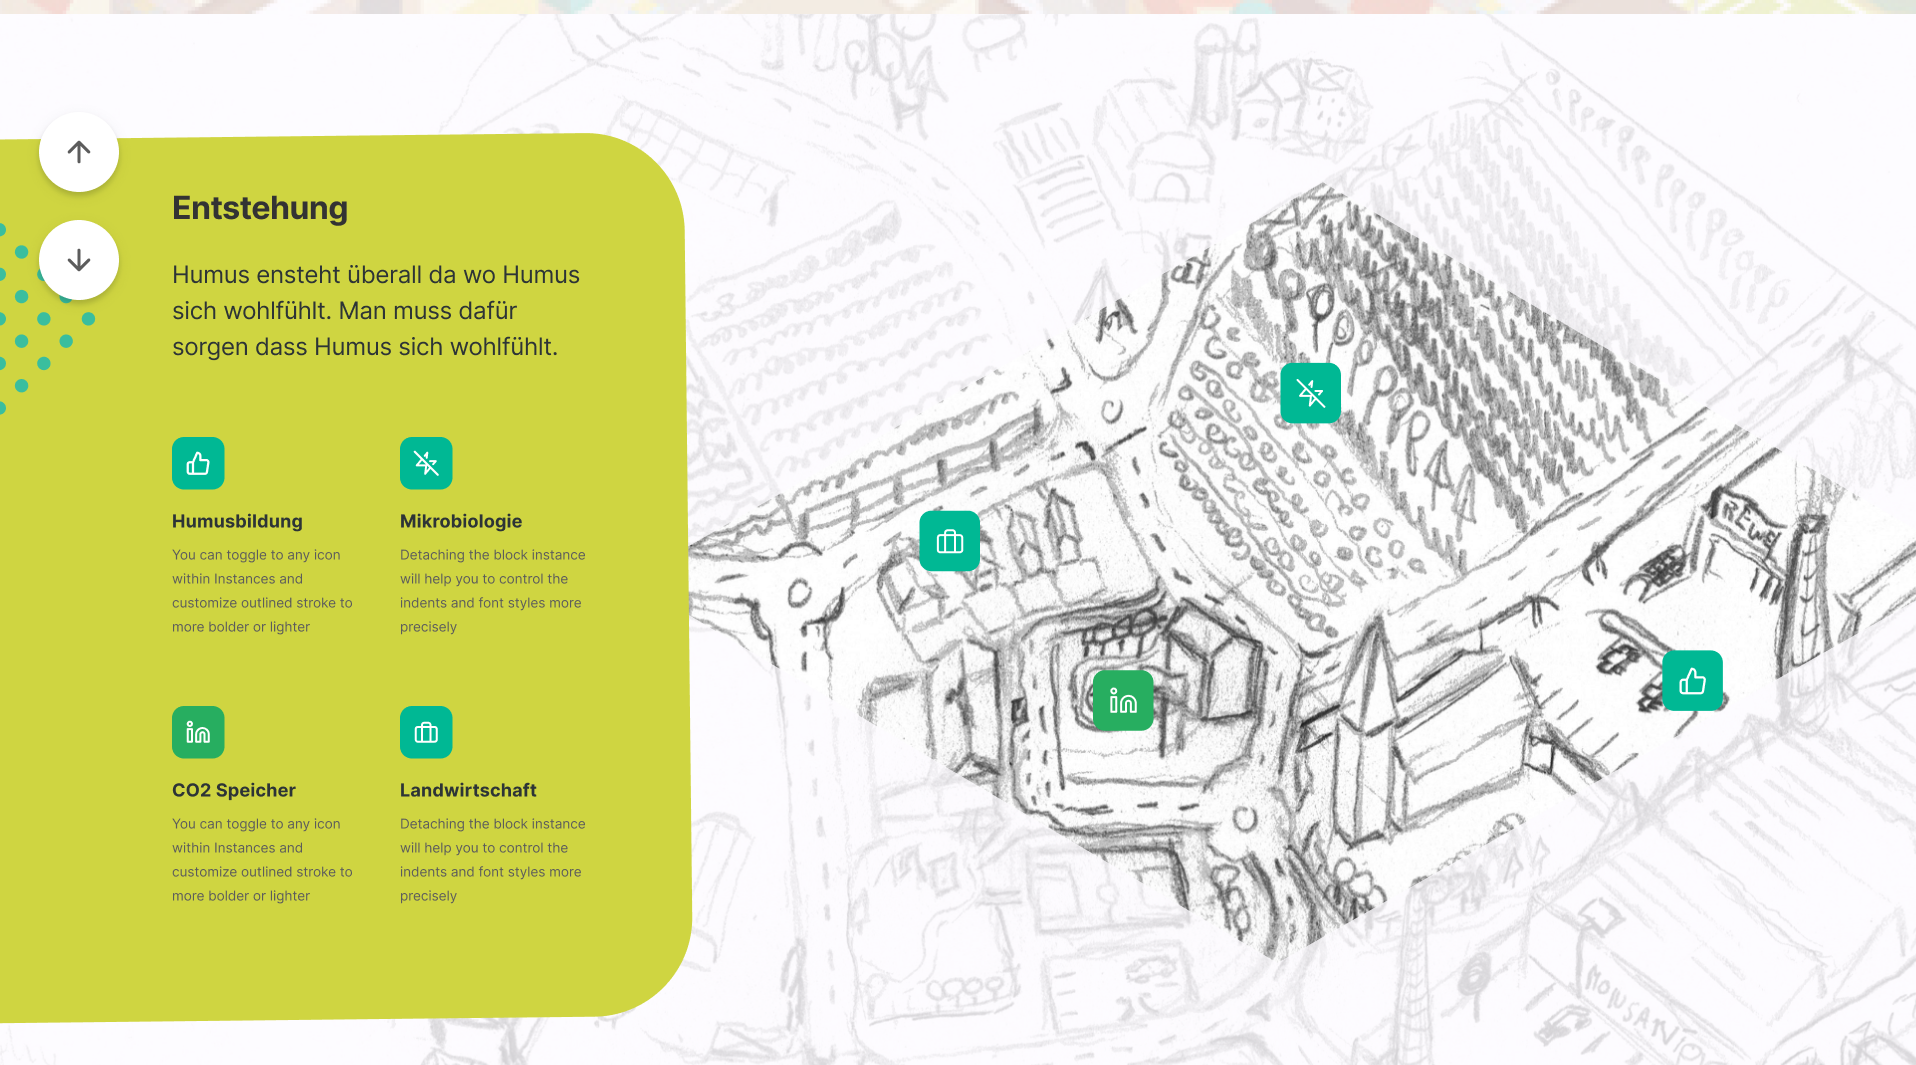 Entstehung
Humus ensteht überall da wo Humus
sich wohlfühlt. Man muss dafür
sorgen dass Humus sich wohlfühlt.
Humusbildung
You can toggle to any icon
within Instances and
customize outlined stroke to
more bolder or lighter
Mikrobiologie
Detaching the block instance
will help you to control the
indents and font styles more
precisely
CO2 Speicher
You can toggle to any icon
within Instances and
customize outlined stroke to
more bolder or lighter
Landwirtschaft
Detaching the block instance
will help you to control the
indents and font styles more
precisely
in
REWE
MONSANTO